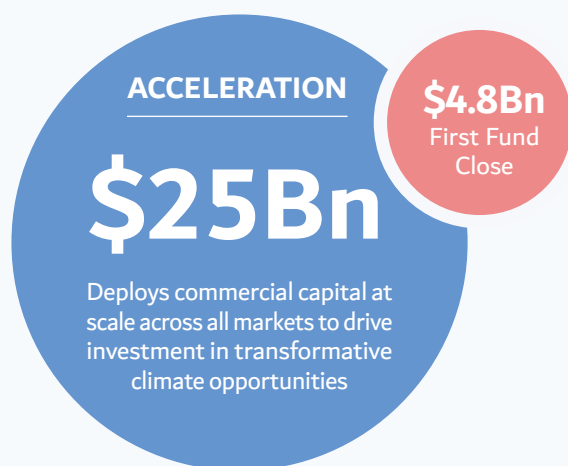 ACCELERATION
$25Bn
Deploys commercial capital at
scale across all markets to drive
investment in transformative
climate opportunities
$4.8Bn
First Fund
Close